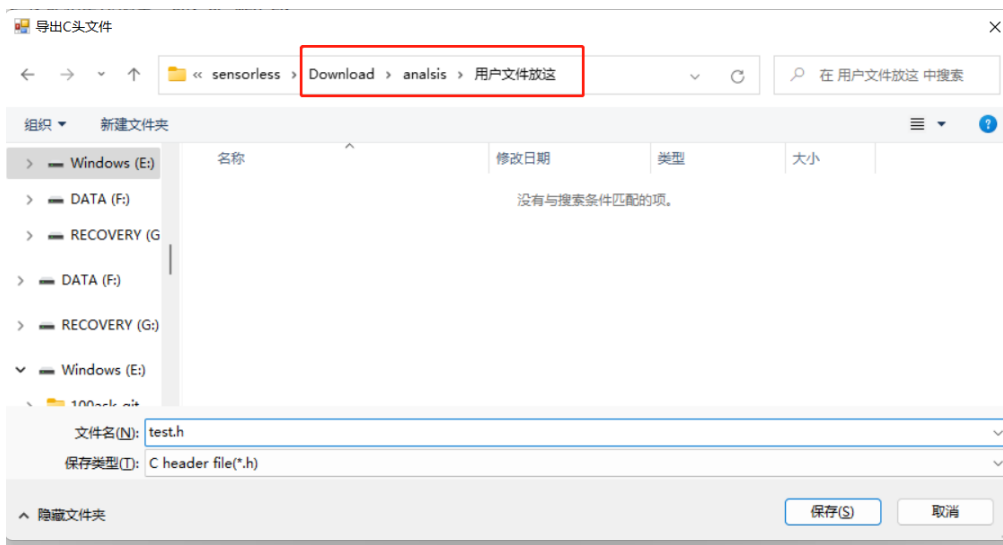 导出C头文件
« sensorless › Download › analsis › 用户文件放这
在 用户文件放这 中搜索
组织 新建文件夹
名称 修改日期 类型 大小
没有与搜索条件匹配的项。
Windows (E:)
DATA (F:)
RECOVERY (G
DATA (F:)
RECOVERY (G:)
Windows (E:)
100ask-git
文件名(N): test.h
保存类型(T): C header file(*.h)
隐藏文件夹
保存(S) 取消